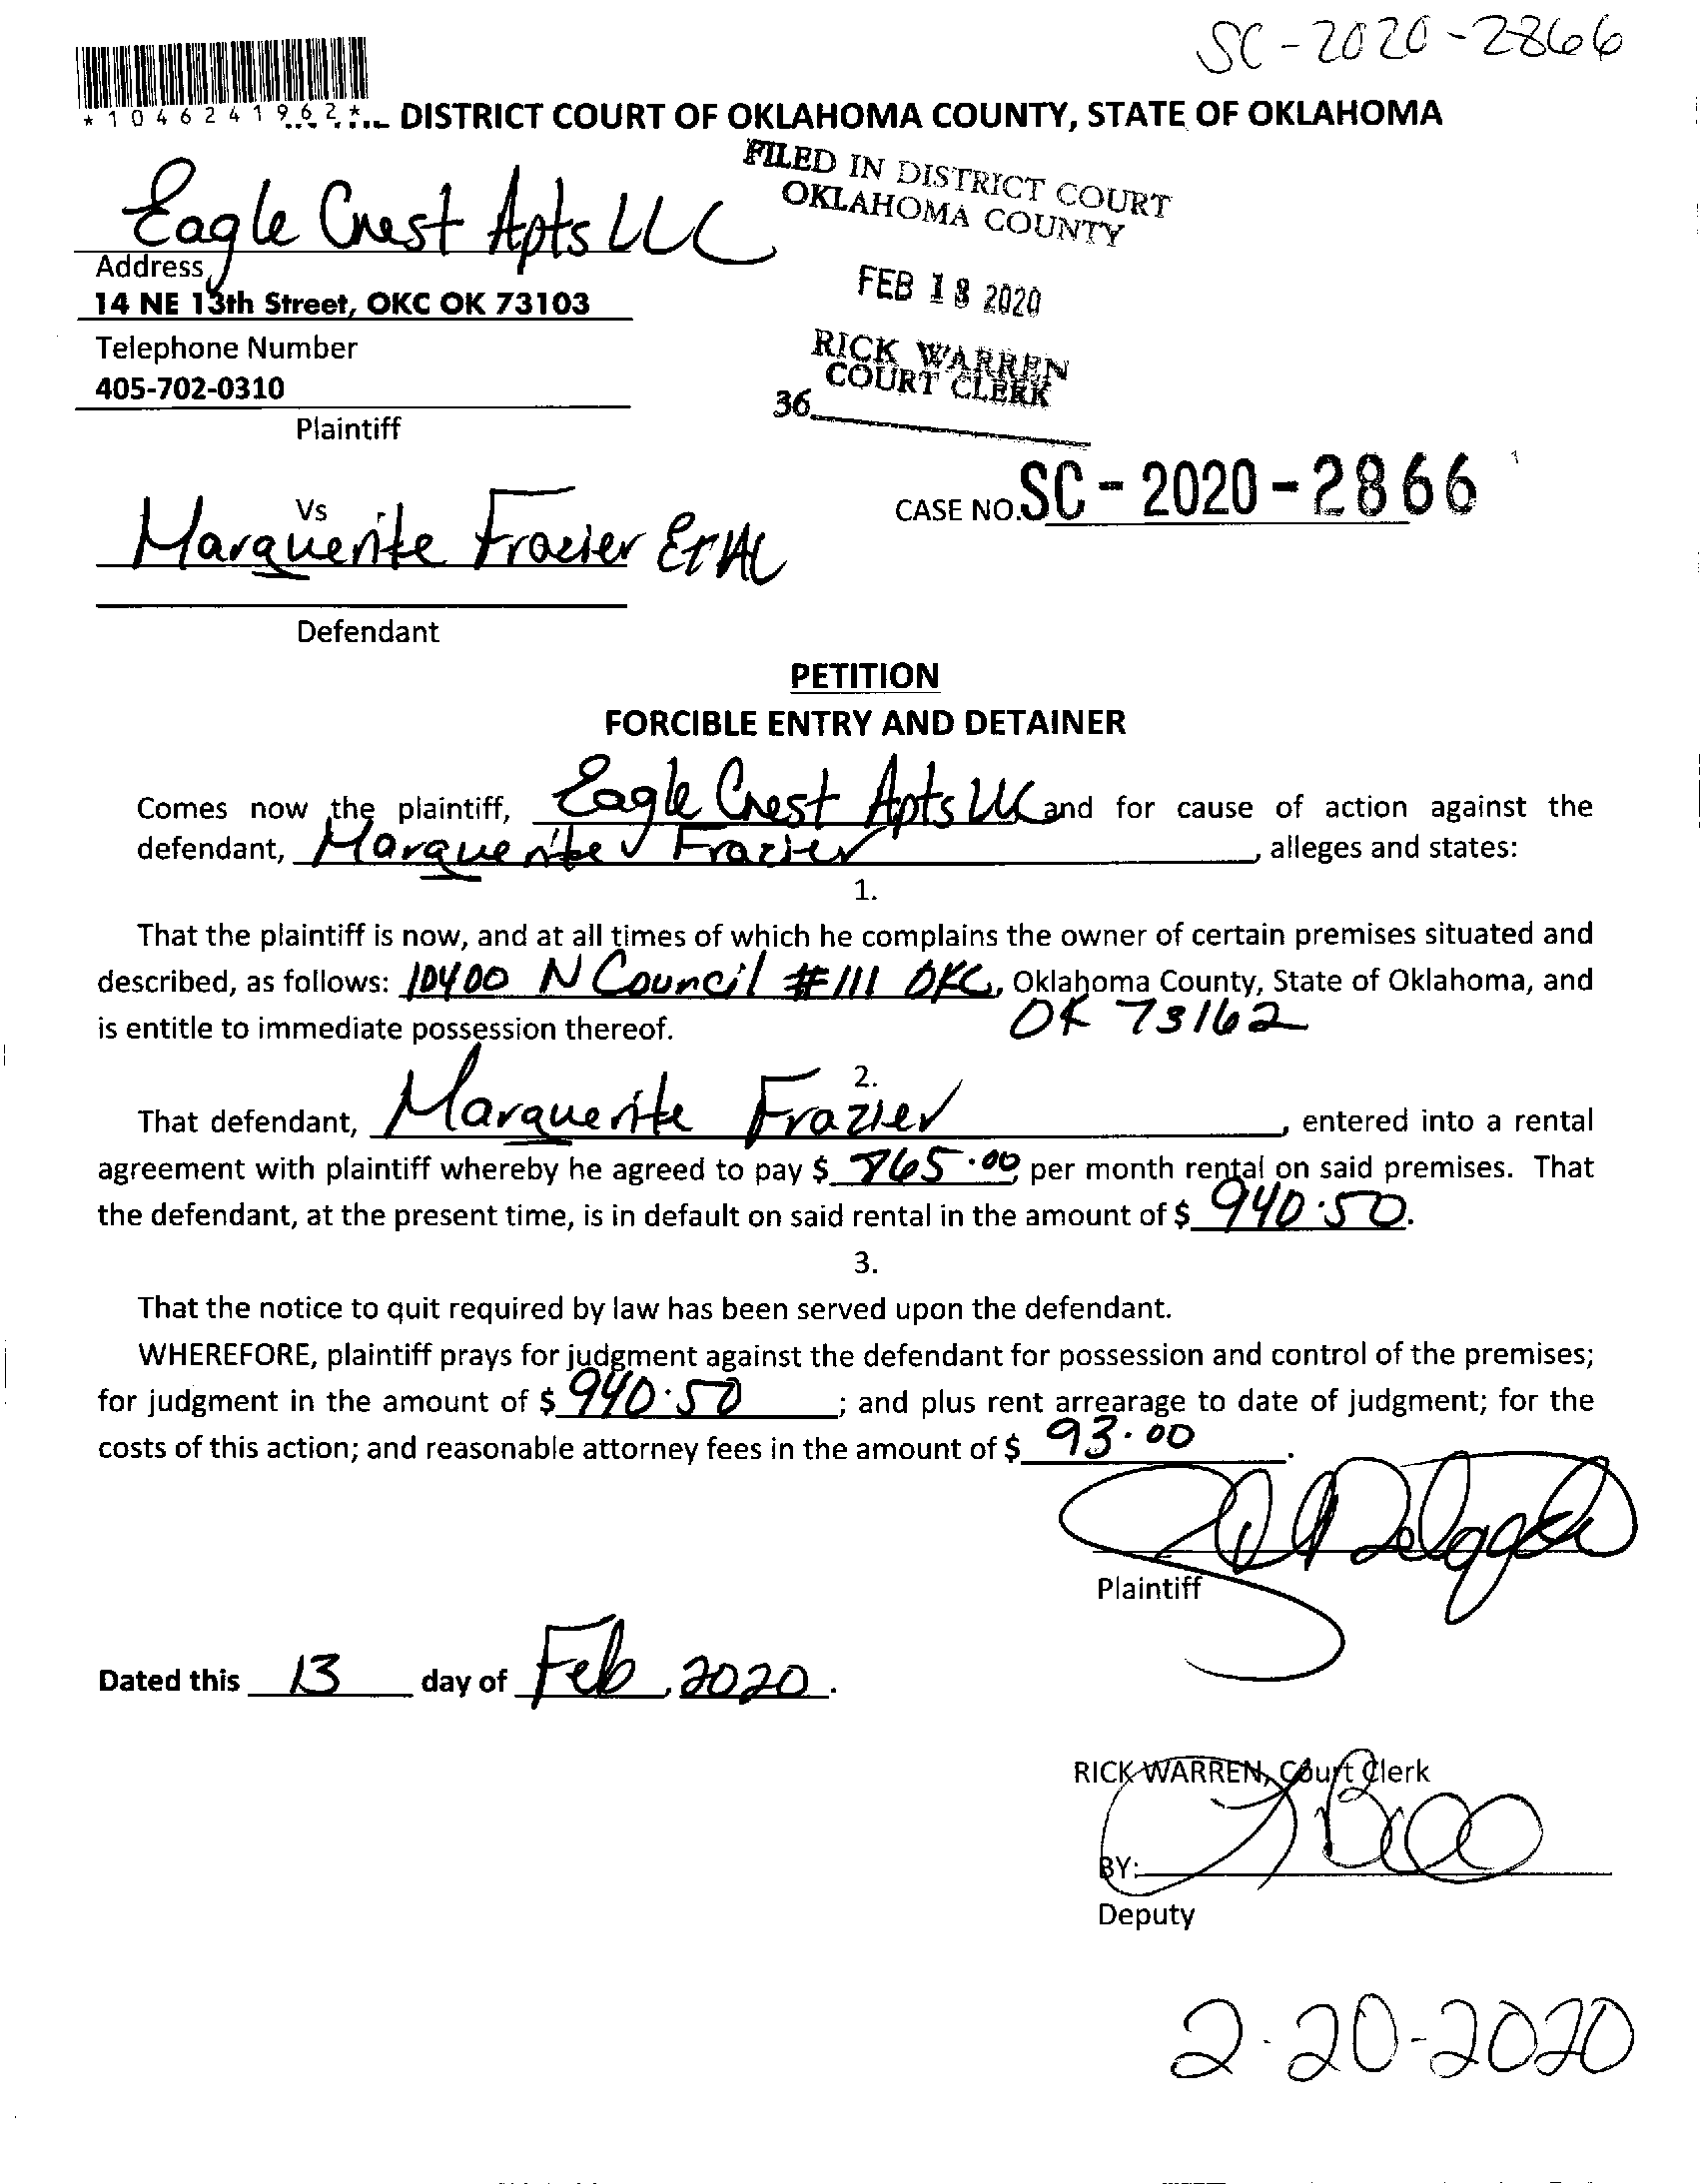 SC-2020-2866
*1046241962* DISTRICT COURT OF OKLAHOMA COUNTY, STATE OF OKLAHOMA
FILED IN DISTRICT COURT
OKLAHOMA COUNTY
Eagle Crest Apts LLC
Address
14 NE 13th Street, OKC OK 73103
FEB 18 2020
Telephone Number
RICK WARREN
COURT CLERK
405-702-0310
36
Plaintiff
CASE NO. SC-2020-2866
Vs
Marguerite Frazier Et Al
Defendant
PETITION
FORCIBLE ENTRY AND DETAINER
Comes now the plaintiff, Eagle Crest Apts LLC and for cause of action against the
defendant, Marguerite Frazier, alleges and states:
1.
That the plaintiff is now, and at all times of which he complains the owner of certain premises situated and
described, as follows: 10400 N Council #111 OKC, Oklahoma County, State of Oklahoma, and
is entitle to immediate possession thereof. OK 73162
2.
That defendant, Marguerite Frazier, entered into a rental
agreement with plaintiff whereby he agreed to pay $ 865.00 per month rental on said premises. That
the defendant, at the present time, is in default on said rental in the amount of $ 940.50.
3.
That the notice to quit required by law has been served upon the defendant.
WHEREFORE, plaintiff prays for judgment against the defendant for possession and control of the premises;
for judgment in the amount of $ 940.50; and plus rent arrearage to date of judgment; for the
costs of this action; and reasonable attorney fees in the amount of $ 93.00.
Plaintiff
Dated this 13 day of Feb, 2020.
RICK WARREN, Court Clerk
BY:
Deputy
2-20-2020